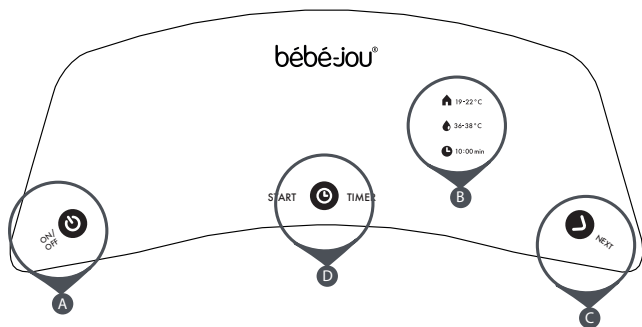 bébé-jou®
19-22°C
36-38°C
10:00 min
START TIMER
ON/
OFF
NEXT
B
D
A
C